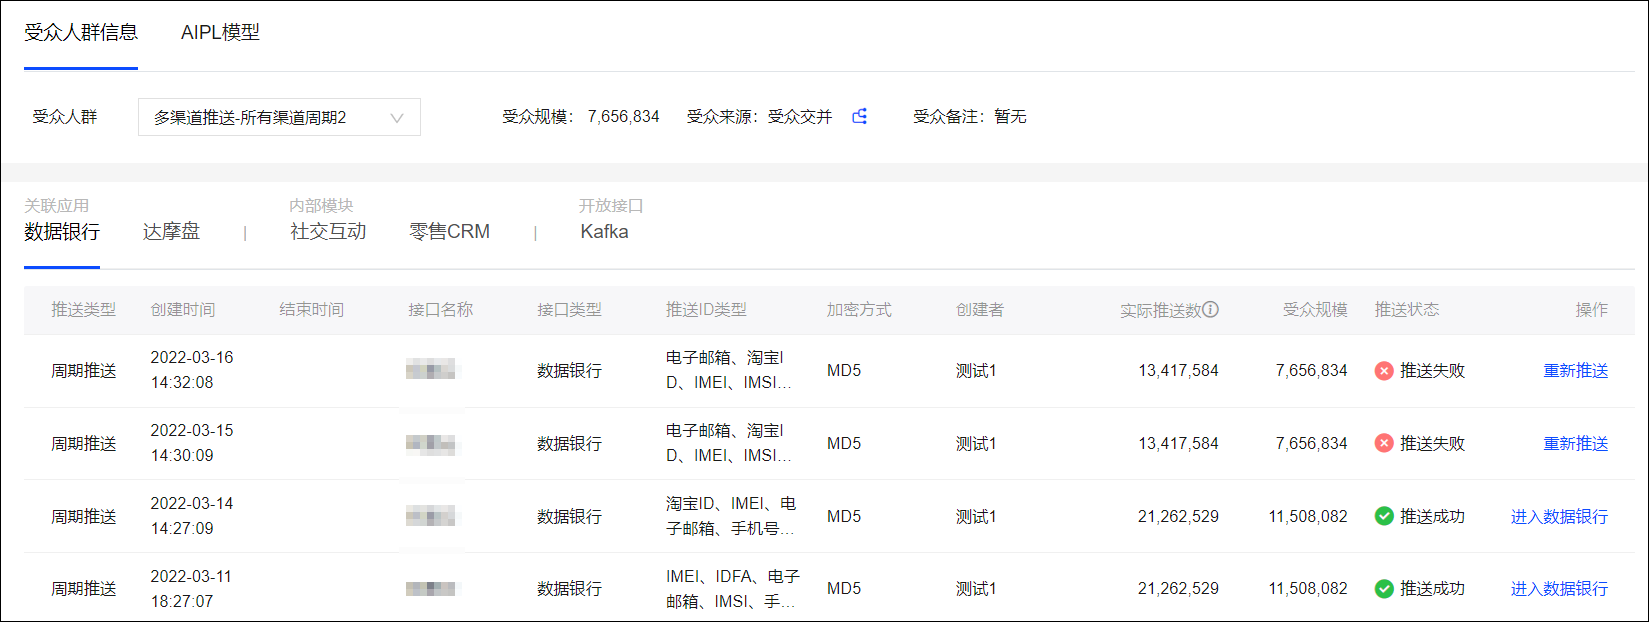 受众人群信息 AIPL模型
受众人群 多渠道推送-所有渠道周期2 受众规模： 7,656,834 受众来源：受众交并 受众备注：暂无
关联应用 内部模块 开放接口
数据银行 达摩盘 | 社交互动 零售CRM | Kafka
推送类型 创建时间 结束时间 接口名称 接口类型 推送ID类型 加密方式 创建者 实际推送数 受众规模 推送状态 操作
周期推送 2022-03-16 14:32:08 数据银行 电子邮箱、淘宝ID、IMEI、IMSI... MD5 测试1 13,417,584 7,656,834 推送失败 重新推送
周期推送 2022-03-15 14:30:09 数据银行 电子邮箱、淘宝ID、IMEI、IMSI... MD5 测试1 13,417,584 7,656,834 推送失败 重新推送
周期推送 2022-03-14 14:27:09 数据银行 淘宝ID、IMEI、电子邮箱、手机号... MD5 测试1 21,262,529 11,508,082 推送成功 进入数据银行
周期推送 2022-03-11 18:27:07 数据银行 IMEI、IDFA、电子邮箱、IMSI、手... MD5 测试1 21,262,529 11,508,082 推送成功 进入数据银行